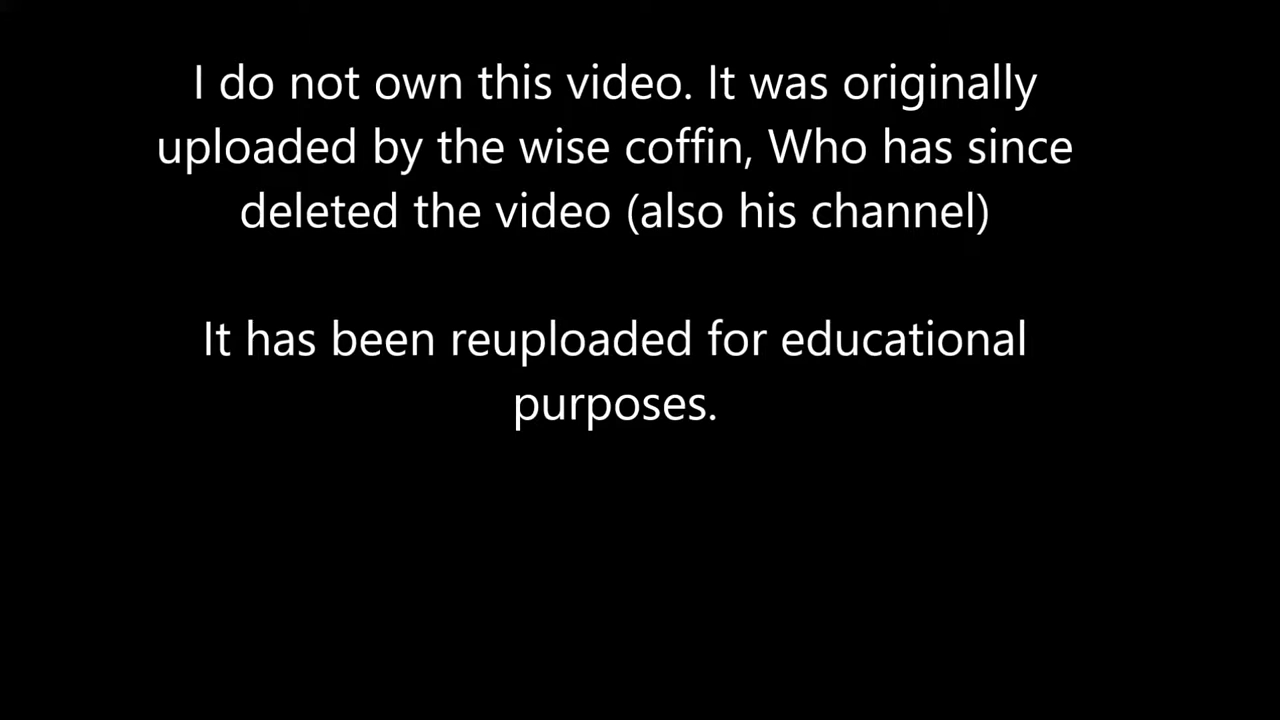 I do not own this video. It was originally
uploaded by the wise coffin, Who has since
deleted the video (also his channel)
It has been reuploaded for educational
purposes.